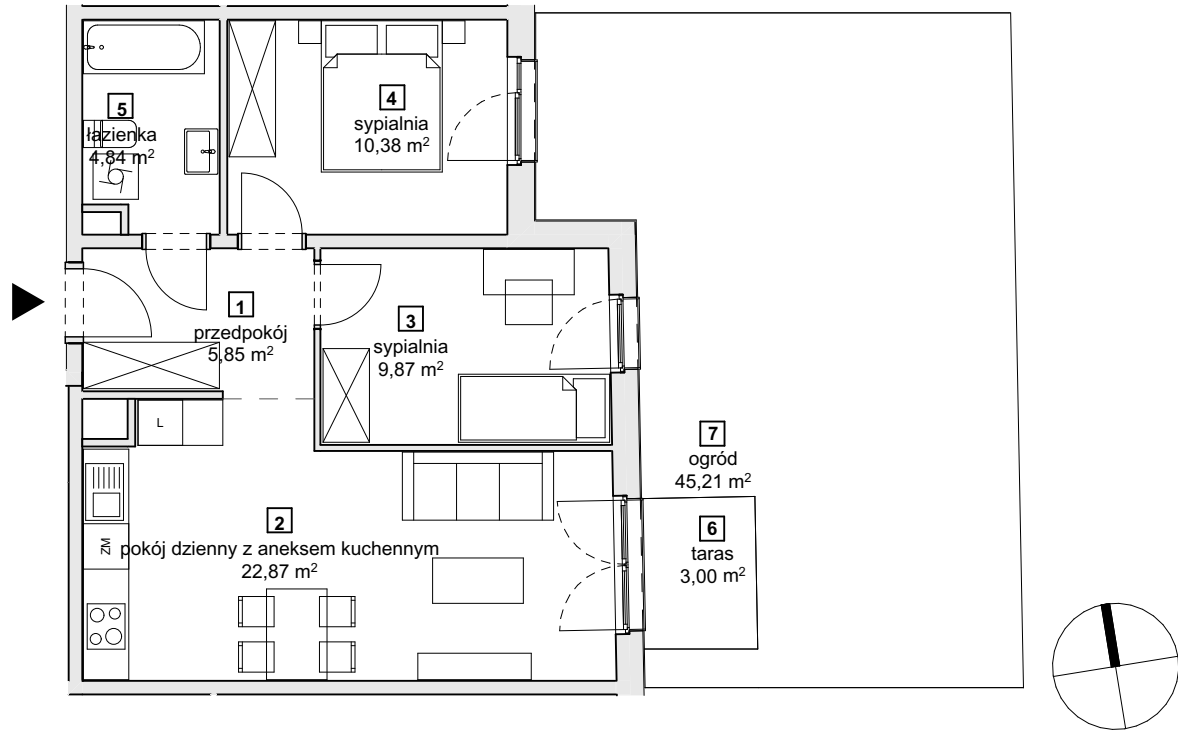 5
łazienka
4,84 m²
4
sypialnia
10,38 m²
1
przedpokój
5,85 m²
3
sypialnia
9,87 m²
L
7
ogród
45,21 m²
2
ZM
pokój dzienny z aneksem kuchennym
22,87 m²
6
taras
3,00 m²